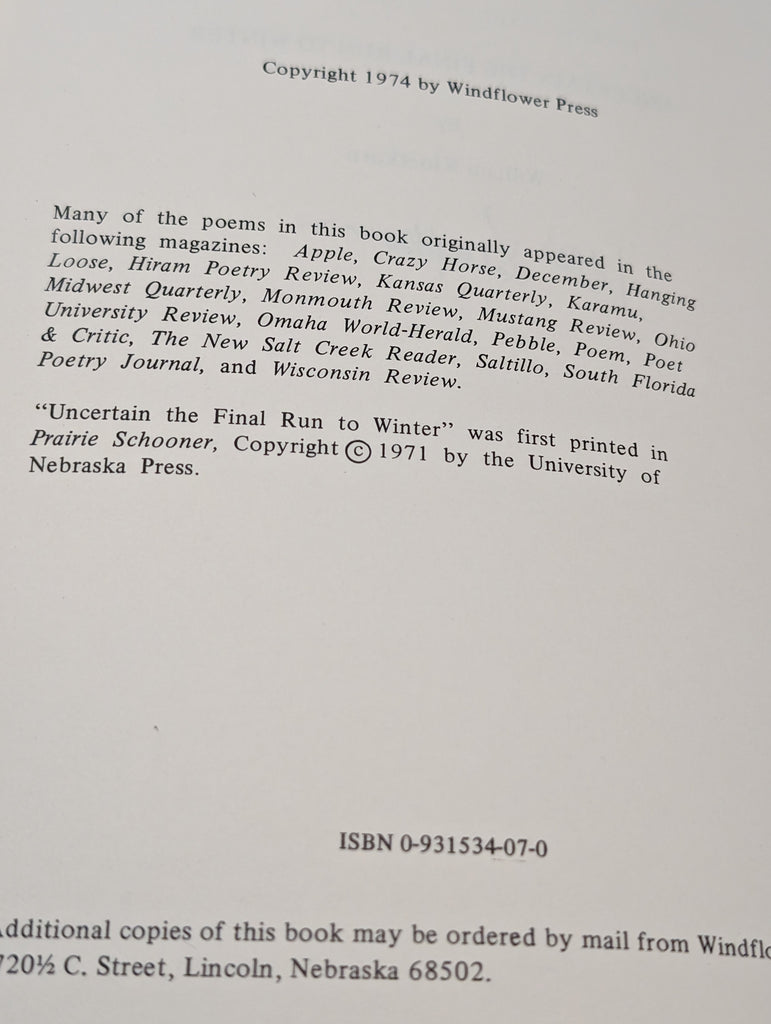 Copyright 1974 by Windflower Press
Many of the poems in this book originally appeared in the
following magazines: Apple, Crazy Horse, December, Hanging
Loose, Hiram Poetry Review, Kansas Quarterly, Karamu,
Midwest Quarterly, Monmouth Review, Mustang Review, Ohio
University Review, Omaha World-Herald, Pebble, Poem, Poet
& Critic, The New Salt Creek Reader, Saltillo, South Florida
Poetry Journal, and Wisconsin Review.
“Uncertain the Final Run to Winter” was first printed in
Prairie Schooner, Copyright © 1971 by the University of
Nebraska Press.
ISBN 0-931534-07-0
Additional copies of this book may be ordered by mail from Windflo
720½ C. Street, Lincoln, Nebraska 68502.